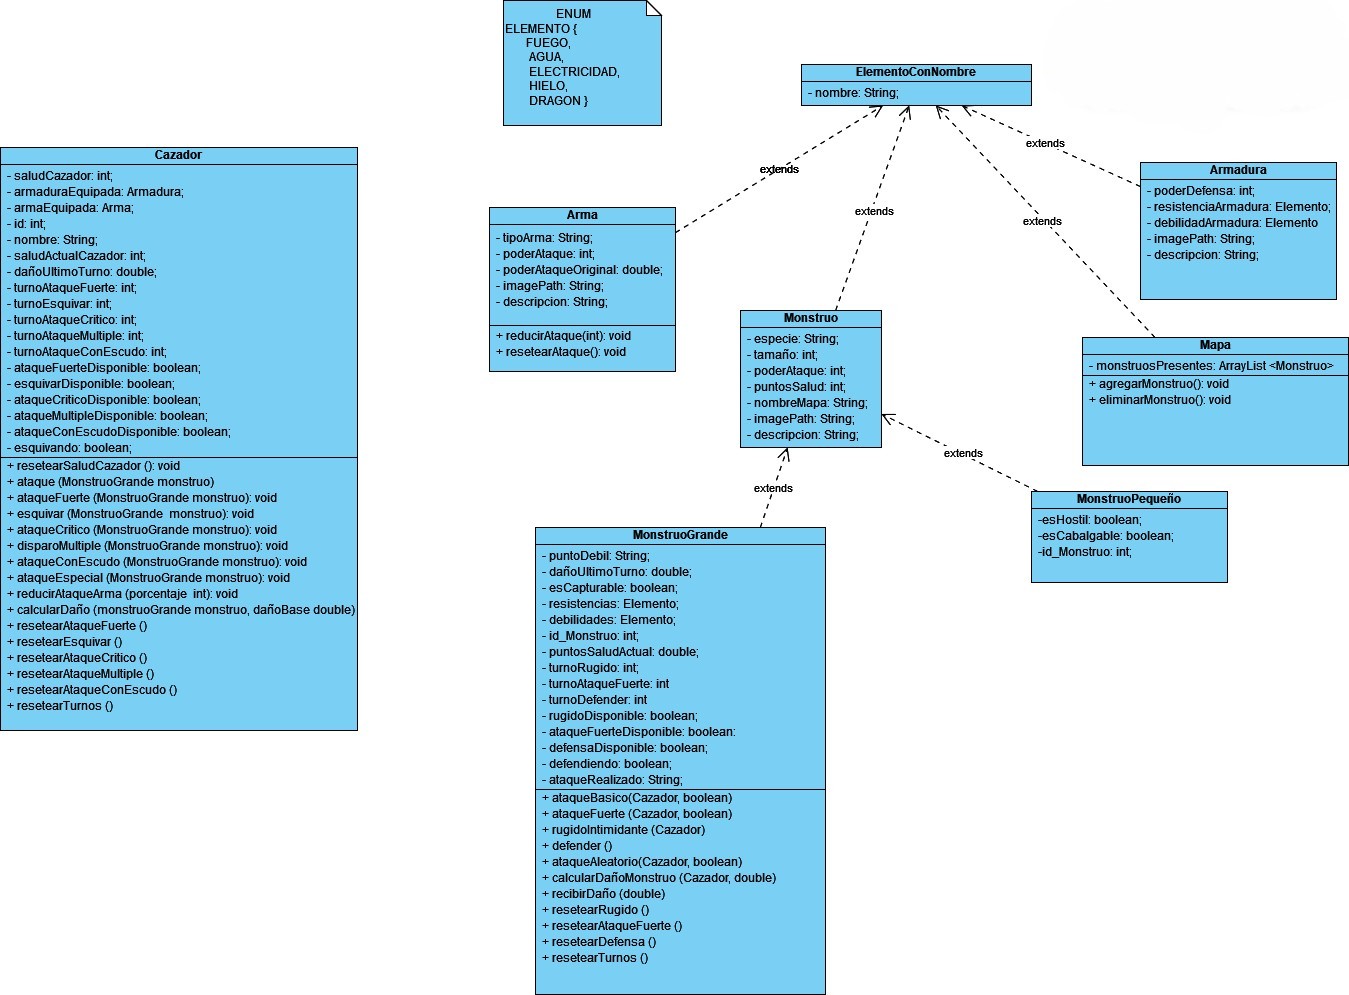 ENUM
ELEMENTO {
FUEGO,
AGUA,
ELECTRICIDAD,
HIELO,
DRAGON }
ElementoConNombre
- nombre: String;
extends
extends
extends
extends
Cazador
- saludCazador: int;
- armaduraEquipada: Armadura;
- armaEquipada: Arma;
- id: int;
- nombre: String;
- saludActualCazador: int;
- dañoUltimoTurno: double;
- turnoAtaqueFuerte: int;
- turnoEsquivar: int;
- turnoAtaqueCritico: int;
- turnoAtaqueMultiple: int;
- turnoAtaqueConEscudo: int;
- ataqueFuerteDisponible: boolean;
- esquivarDisponible: boolean;
- ataqueCriticoDisponible: boolean;
- ataqueMultipleDisponible: boolean;
- ataqueConEscudoDisponible: boolean;
- esquivando: boolean;
+ resetearSaludCazador (): void
+ ataque (MonstruoGrande monstruo)
+ ataqueFuerte (MonstruoGrande monstruo): void
+ esquivar (MonstruoGrande  monstruo): void
+ ataqueCritico (MonstruoGrande monstruo): void
+ disparoMultiple (MonstruoGrande monstruo): void
+ ataqueConEscudo (MonstruoGrande monstruo): void
+ ataqueEspecial (MonstruoGrande monstruo): void
+ reducirAtaqueArma (porcentaje  int): void
+ calcularDaño (monstruoGrande monstruo, dañoBase double)
+ resetearAtaqueFuerte ()
+ resetearEsquivar ()
+ resetearAtaqueCritico ()
+ resetearAtaqueMultiple ()
+ resetearAtaqueConEscudo ()
+ resetearTurnos ()
Arma
- tipoArma: String;
- poderAtaque: int;
- poderAtaqueOriginal: double;
- imagePath: String;
- descripcion: String;
+ reducirAtaque(int): void
+ resetearAtaque(): void
Armadura
- poderDefensa: int;
- resistenciaArmadura: Elemento;
- debilidadArmadura: Elemento
- imagePath: String;
- descripcion: String;
Monstruo
- especie: String;
- tamaño: int;
- poderAtaque: int;
- puntosSalud: int;
- nombreMapa: String;
- imagePath: String;
- descripcion: String;
Mapa
- monstruosPresentes: ArrayList <Monstruo>
+ agregarMonstruo(): void
+ eliminarMonstruo(): void
extends
extends
MonstruoGrande
- puntoDebil: String;
- dañoUltimoTurno: double;
- esCapturable: boolean;
- resistencias: Elemento;
- debilidades: Elemento;
- id_Monstruo: int;
- puntosSaludActual: double;
- turnoRugido: int;
- turnoAtaqueFuerte: int
- turnoDefender: int
- rugidoDisponible: boolean;
- ataqueFuerteDisponible: boolean:
- defensaDisponible: boolean;
- defendiendo: boolean;
- ataqueRealizado: String;
+ ataqueBasico(Cazador, boolean)
+ ataqueFuerte (Cazador, boolean)
+ rugidoIntimidante (Cazador)
+ defender ()
+ ataqueAleatorio(Cazador, boolean)
+ calcularDañoMonstruo (Cazador, double)
+ recibirDaño (double)
+ resetearRugido ()
+ resetearAtaqueFuerte ()
+ resetearDefensa ()
+ resetearTurnos ()
MonstruoPequeño
-esHostil: boolean;
-esCabalgable: boolean;
-id_Monstruo: int;